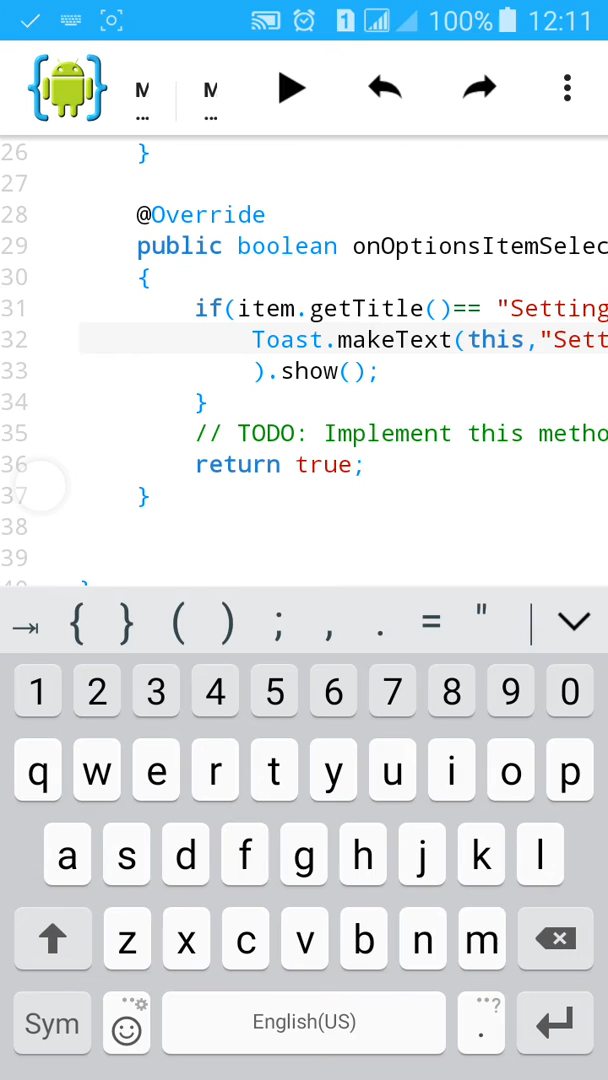 1 100% 12:11
M M
... ...
26 }
27
28 @Override
29 public boolean onOptionsItemSelec
30 {
31 if(item.getTitle()== "Setting
32 Toast.makeText(this,"Sett
33 ).show();
34 }
35 // TODO: Implement this metho
36 return true;
37 }
38
39
{ } ( ) ; , . = " |
1 2 3 4 5 6 7 8 9 0
q w e r t y u i o p
a s d f g h j k l
z x c v b n m
Sym English(US) . ?